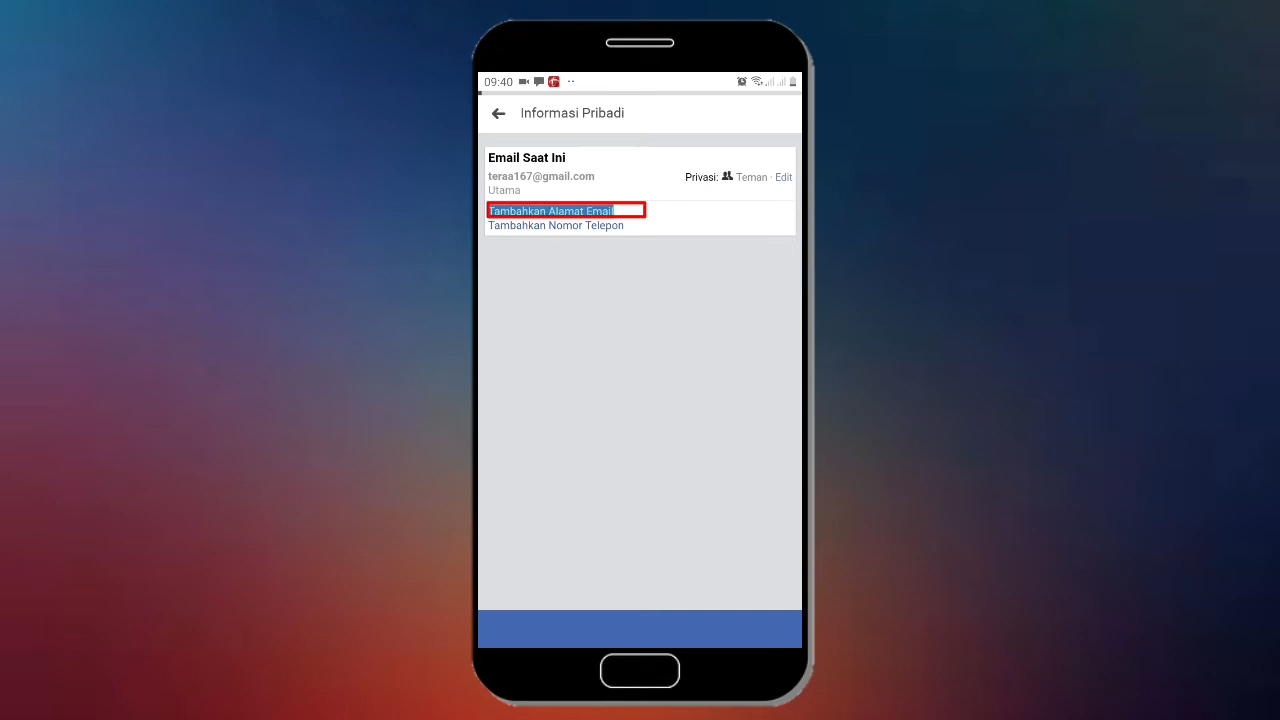 09:40
Informasi Pribadi
Email Saat Ini
teraa167@gmail.com
Privasi: Teman · Edit
Utama
Tambahkan Alamat Email
Tambahkan Nomor Telepon